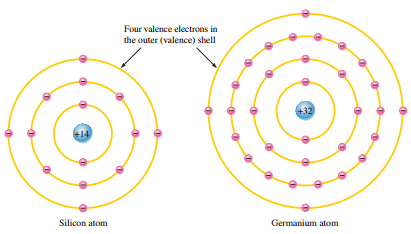 Four valence electrons in
the outer (valence) shell
+14
+32
Silicon atom
Germanium atom